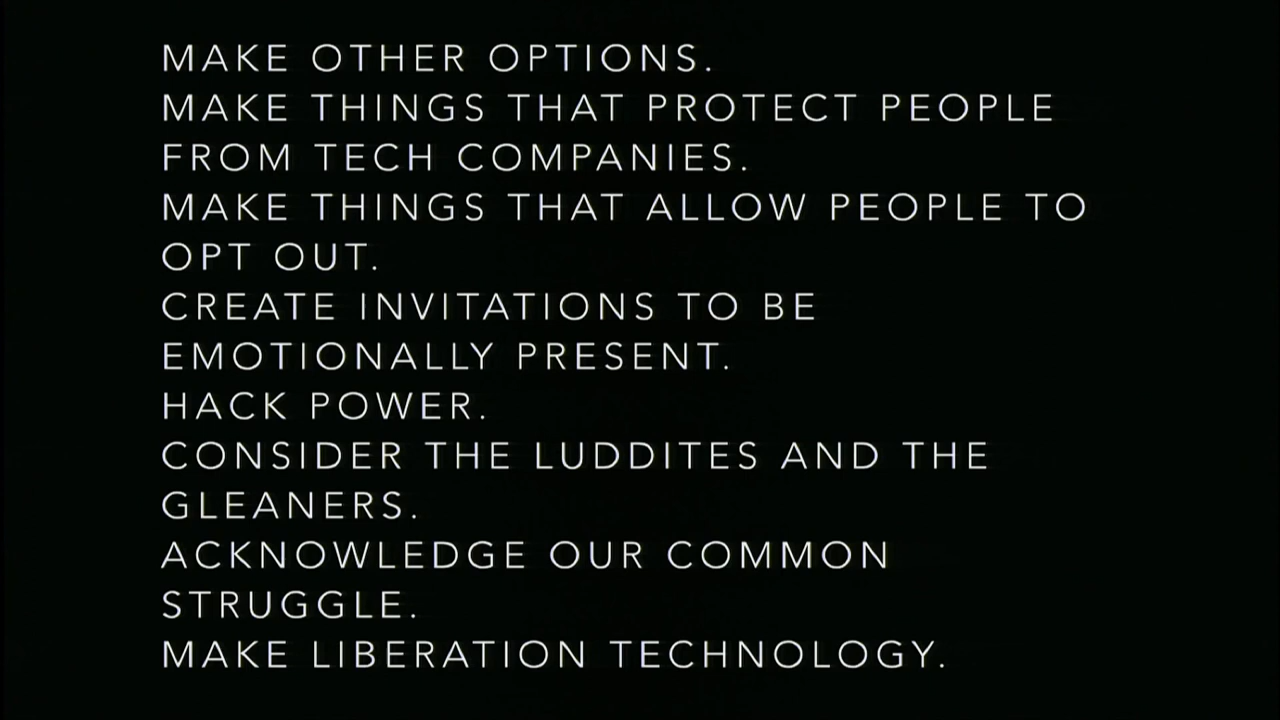 MAKE OTHER OPTIONS.
MAKE THINGS THAT PROTECT PEOPLE
FROM TECH COMPANIES.
MAKE THINGS THAT ALLOW PEOPLE TO
OPT OUT.
CREATE INVITATIONS TO BE
EMOTIONALLY PRESENT.
HACK POWER.
CONSIDER THE LUDDITES AND THE
GLEANERS.
ACKNOWLEDGE OUR COMMON
STRUGGLE.
MAKE LIBERATION TECHNOLOGY.